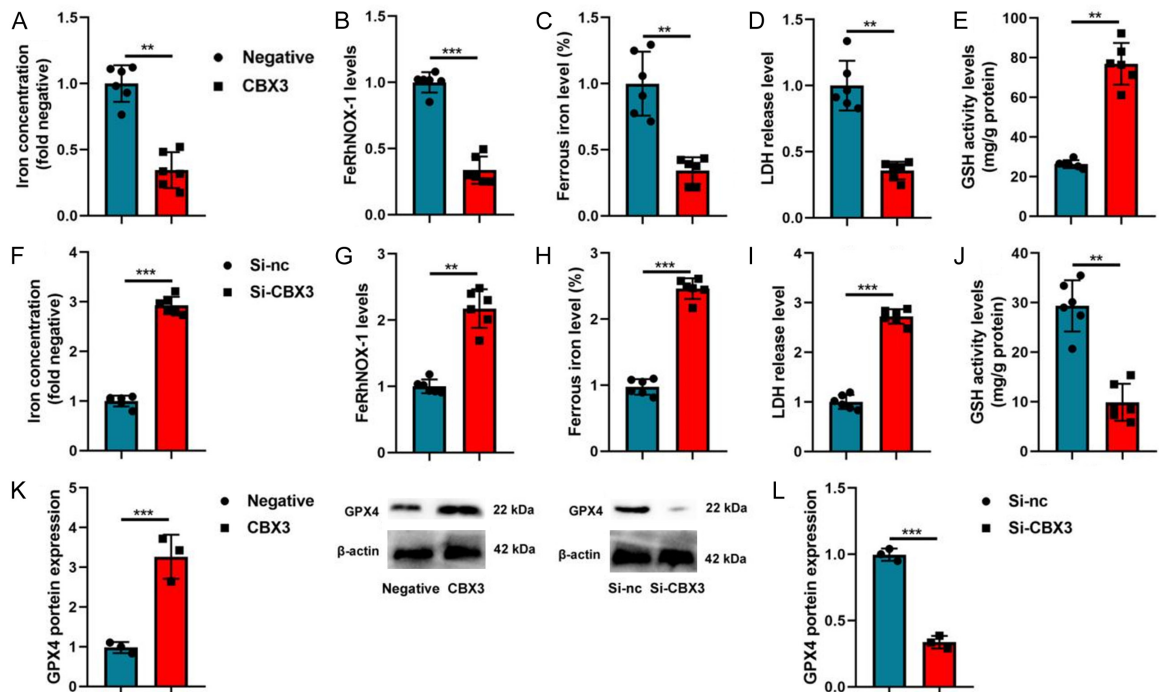 A
Iron concentration
(fold negative)
1.5
1.0
0.5
0.0
**
Negative
CBX3
B
FeRhNOX-1 levels
1.5
1.0
0.5
0.0
***
C
Ferrous iron level (%)
1.5
1.0
0.5
0.0
**
D
LDH release level
1.5
1.0
0.5
0.0
**
E
GSH activity levels
(mg/g protein)
100
80
60
40
20
0
**
F
Iron concentration
(fold negative)
4
3
2
1
0
***
Si-nc
Si-CBX3
G
FeRhNOX-1 levels
3
2
1
0
**
H
Ferrous iron level (%)
3
2
1
0
***
I
LDH release level
4
3
2
1
0
***
J
GSH activity levels
(mg/g protein)
40
30
20
10
0
**
K
GPX4 portein expression
5
4
3
2
1
0
***
Negative
CBX3
GPX4 22 kDa
β-actin 42 kDa
Negative CBX3
GPX4 22 kDa
β-actin 42 kDa
Si-nc Si-CBX3
L
GPX4 portein expression
1.5
1.0
0.5
0.0
***
Si-nc
Si-CBX3